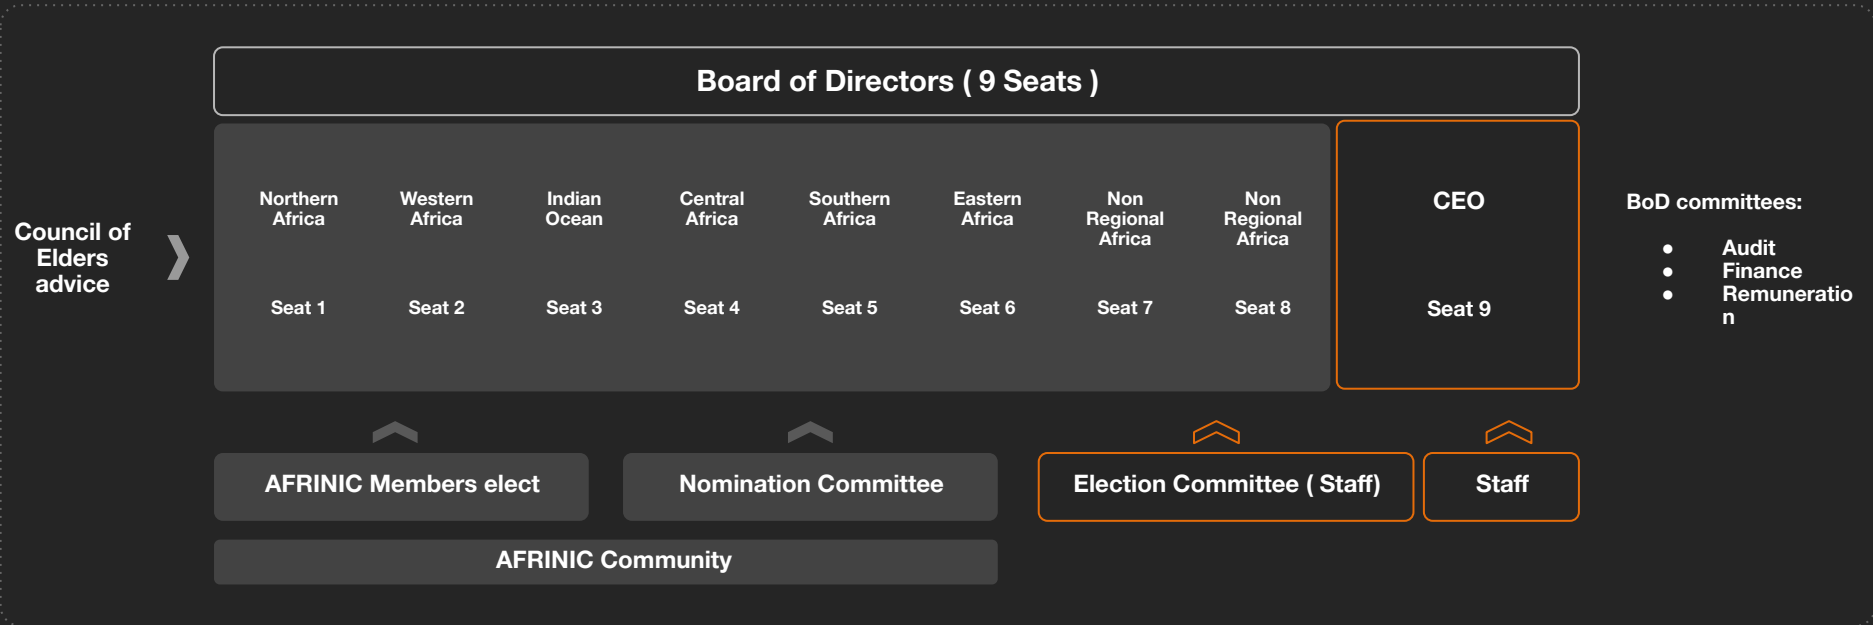 Board of Directors ( 9 Seats )
Council of
Elders
advice
Northern
Africa
Seat 1
Western
Africa
Seat 2
Indian
Ocean
Seat 3
Central
Africa
Seat 4
Southern
Africa
Seat 5
Eastern
Africa
Seat 6
Non
Regional
Africa
Seat 7
Non
Regional
Africa
Seat 8
CEO
Seat 9
BoD committees:
● Audit
● Finance
● Remuneratio
n
AFRINIC Members elect
Nomination Committee
Election Committee ( Staff)
Staff
AFRINIC Community